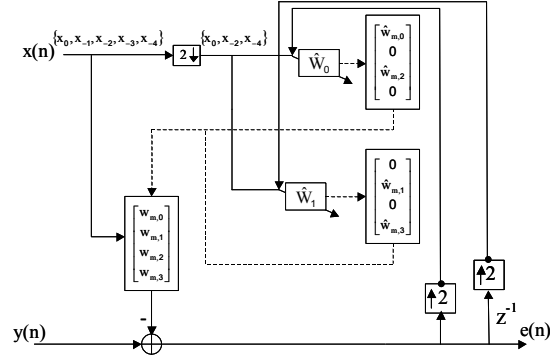 {x₀, x₋₁, x₋₂, x₋₃, x₋₄}
{x₀, x₋₂, x₋₄}
x(n)
2↓
Ŵ₀
ŵₘ,₀
0
ŵₘ,₂
0
Ŵ₁
0
ŵₘ,₁
0
ŵₘ,₃
wₘ,₀
wₘ,₁
wₘ,₂
wₘ,₃
↑2
↑2
z⁻¹
-
y(n)
e(n)